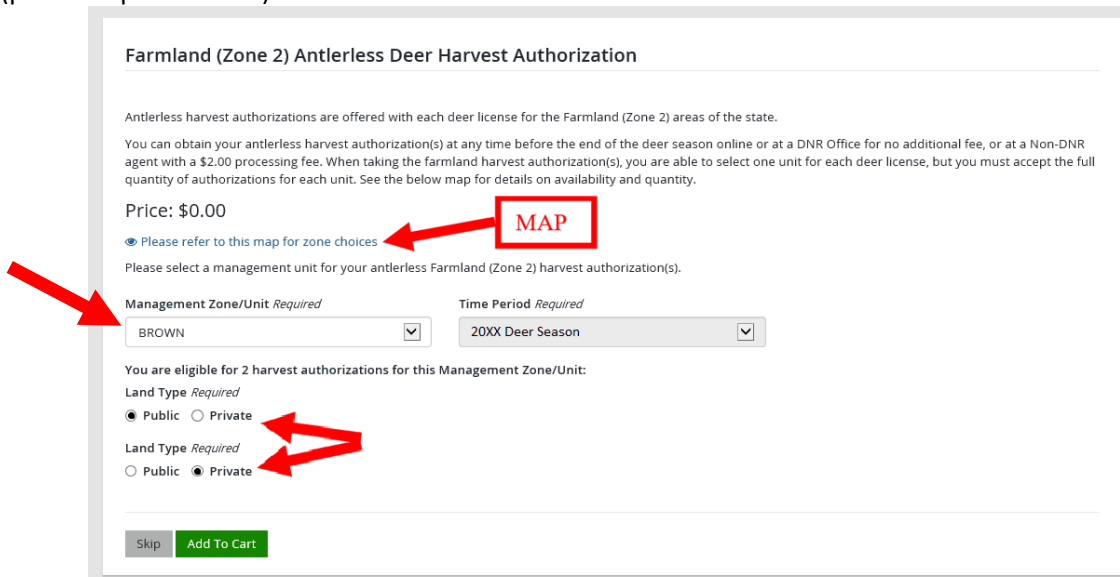 Farmland (Zone 2) Antlerless Deer Harvest Authorization
Antlerless harvest authorizations are offered with each deer license for the Farmland (Zone 2) areas of the state.
You can obtain your antlerless harvest authorization(s) at any time before the end of the deer season online or at a DNR Office for no additional fee, or at a Non-DNR
agent with a $2.00 processing fee. When taking the farmland harvest authorization(s), you are able to select one unit for each deer license, but you must accept the full
quantity of authorizations for each unit. See the below map for details on availability and quantity.
Price: $0.00
MAP
Please refer to this map for zone choices
Please select a management unit for your antlerless Farmland (Zone 2) harvest authorization(s).
Management Zone/Unit Required Time Period Required
BROWN 20XX Deer Season
You are eligible for 2 harvest authorizations for this Management Zone/Unit:
Land Type Required
Public Private
Land Type Required
Public Private
Skip Add To Cart